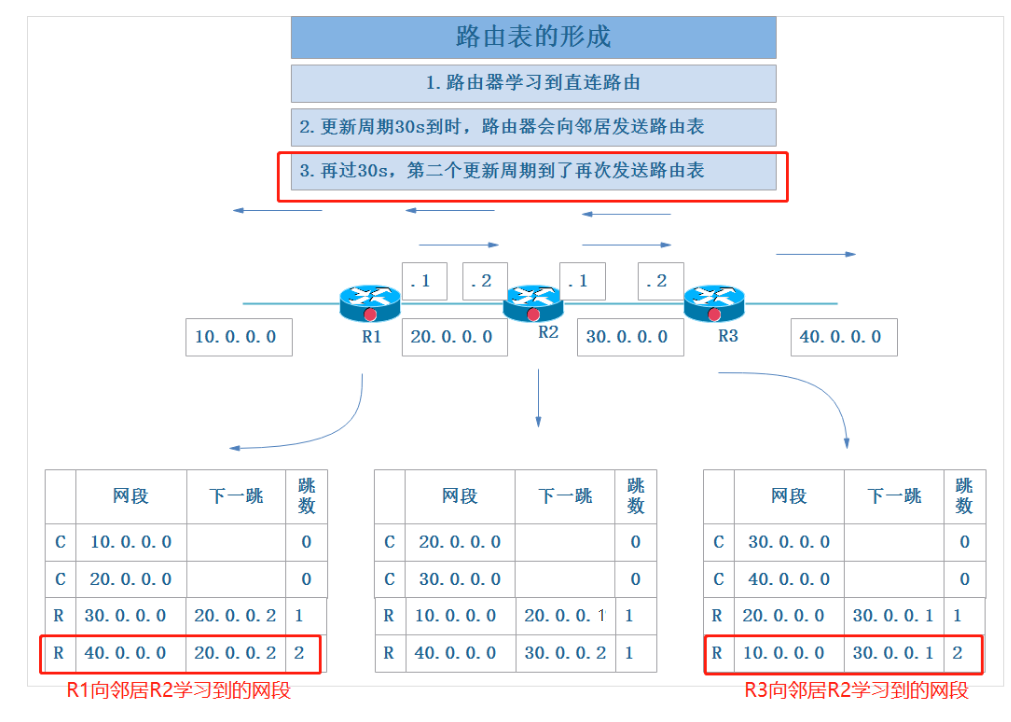 路由表的形成
1.路由器学习到直连路由
2.更新周期30s到时，路由器会向邻居发送路由表
3.再过30s，第二个更新周期到了再次发送路由表
.1 .2 .1 .2
R1 R2 R3
10.0.0.0 20.0.0.0 30.0.0.0 40.0.0.0
网段 下一跳 跳数
C 10.0.0.0 0
C 20.0.0.0 0
R 30.0.0.0 20.0.0.2 1
R 40.0.0.0 20.0.0.2 2
R1向邻居R2学习到的网段
网段 下一跳 跳数
C 20.0.0.0 0
C 30.0.0.0 0
R 10.0.0.0 20.0.0.1 1
R 40.0.0.0 30.0.0.2 1
网段 下一跳 跳数
C 30.0.0.0 0
C 40.0.0.0 0
R 20.0.0.0 30.0.0.1 1
R 10.0.0.0 30.0.0.1 2
R3向邻居R2学习到的网段